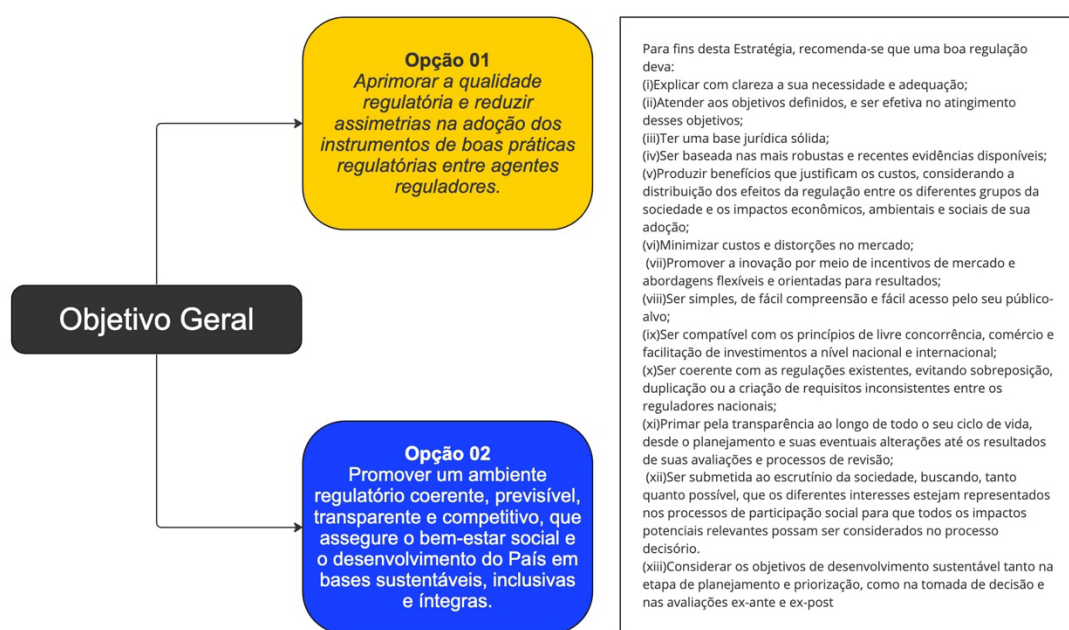 Objetivo Geral
Opção 01
Aprimorar a qualidade
regulatória e reduzir
assimetrias na adoção dos
instrumentos de boas práticas
regulatórias entre agentes
reguladores.
Opção 02
Promover um ambiente
regulatório coerente, previsível,
transparente e competitivo, que
assegure o bem-estar social e
o desenvolvimento do País em
bases sustentáveis, inclusivas
e íntegras.
Para fins desta Estratégia, recomenda-se que uma boa regulação
deva:
(i)Explicar com clareza a sua necessidade e adequação;
(ii)Atender aos objetivos definidos, e ser efetiva no atingimento
desses objetivos;
(iii)Ter uma base jurídica sólida;
(iv)Ser baseada nas mais robustas e recentes evidências disponíveis;
(v)Produzir benefícios que justificam os custos, considerando a
distribuição dos efeitos da regulação entre os diferentes grupos da
sociedade e os impactos econômicos, ambientais e sociais de sua
adoção;
(vi)Minimizar custos e distorções no mercado;
(vii)Promover a inovação por meio de incentivos de mercado e
abordagens flexíveis e orientadas para resultados;
(viii)Ser simples, de fácil compreensão e fácil acesso pelo seu público-
alvo;
(ix)Ser compatível com os princípios de livre concorrência, comércio e
facilitação de investimentos a nível nacional e internacional;
(x)Ser coerente com as regulações existentes, evitando sobreposição,
duplicação ou a criação de requisitos inconsistentes entre os
reguladores nacionais;
(xi)Primar pela transparência ao longo de todo o seu ciclo de vida,
desde o planejamento e suas eventuais alterações até os resultados
de suas avaliações e processos de revisão;
(xii)Ser submetida ao escrutínio da sociedade, buscando, tanto
quanto possível, que os diferentes interesses estejam representados
nos processos de participação social para que todos os impactos
potenciais relevantes possam ser considerados no processo
decisório.
(xiii)Considerar os objetivos de desenvolvimento sustentável tanto na
etapa de planejamento e priorização, como na tomada de decisão e
nas avaliações ex-ante e ex-post